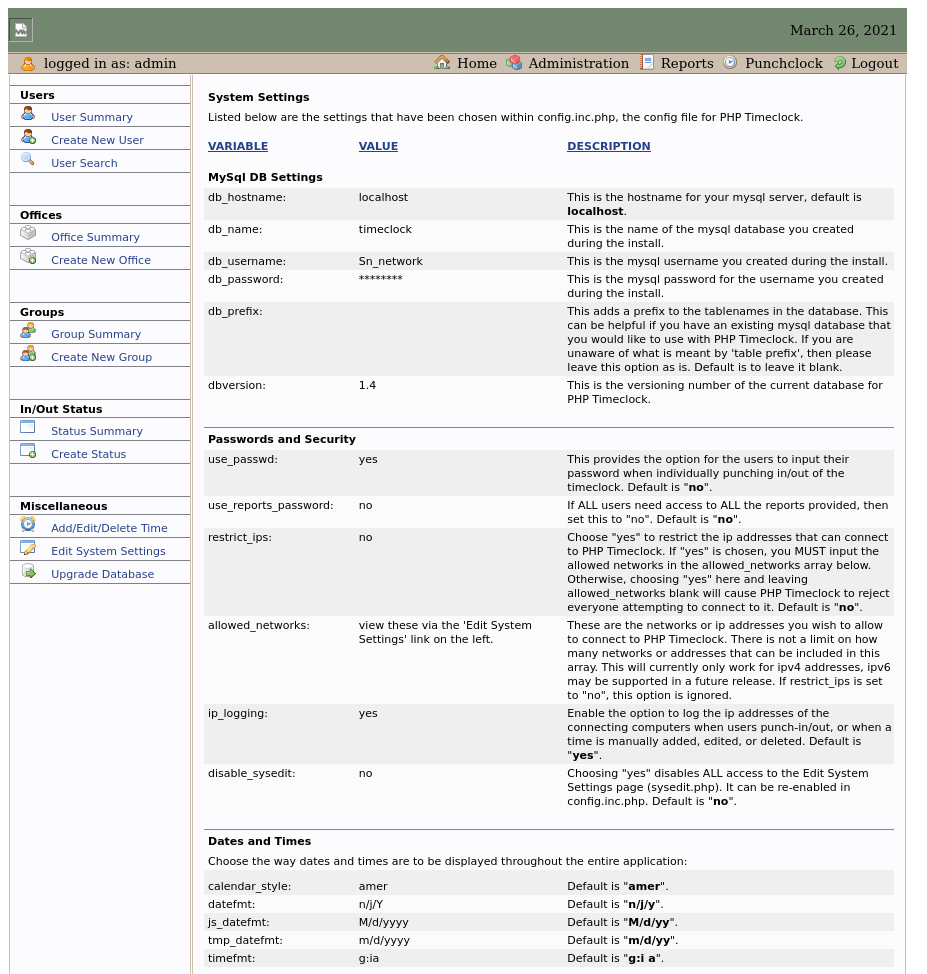 March 26, 2021
logged in as: admin
Home Administration Reports Punchclock Logout
Users
User Summary
Create New User
User Search
Offices
Office Summary
Create New Office
Groups
Group Summary
Create New Group
In/Out Status
Status Summary
Create Status
Miscellaneous
Add/Edit/Delete Time
Edit System Settings
Upgrade Database
System Settings
Listed below are the settings that have been chosen within config.inc.php, the config file for PHP Timeclock.
VARIABLE VALUE DESCRIPTION
MySql DB Settings
db_hostname: localhost This is the hostname for your mysql server, default is
localhost.
db_name: timeclock This is the name of the mysql database you created
during the install.
db_username: Sn_network This is the mysql username you created during the install.
db_password: ******** This is the mysql password for the username you created
during the install.
db_prefix: This adds a prefix to the tablenames in the database. This
can be helpful if you have an existing mysql database that
you would like to use with PHP Timeclock. If you are
unaware of what is meant by 'table prefix', then please
leave this option as is. Default is to leave it blank.
dbversion: 1.4 This is the versioning number of the current database for
PHP Timeclock.
Passwords and Security
use_passwd: yes This provides the option for the users to input their
password when individually punching in/out of the
timeclock. Default is "no".
use_reports_password: no If ALL users need access to ALL the reports provided, then
set this to "no". Default is "no".
restrict_ips: no Choose "yes" to restrict the ip addresses that can connect
to PHP Timeclock. If "yes" is chosen, you MUST input the
allowed networks in the allowed_networks array below.
Otherwise, choosing "yes" here and leaving
allowed_networks blank will cause PHP Timeclock to reject
everyone attempting to connect to it. Default is "no".
allowed_networks: view these via the 'Edit System These are the networks or ip addresses you wish to allow
Settings' link on the left. to connect to PHP Timeclock. There is not a limit on how
many networks or addresses that can be included in this
array. This will currently only work for ipv4 addresses, ipv6
may be supported in a future release. If restrict_ips is set
to "no", this option is ignored.
ip_logging: yes Enable the option to log the ip addresses of the
connecting computers when users punch-in/out, or when a
time is manually added, edited, or deleted. Default is
"yes".
disable_sysedit: no Choosing "yes" disables ALL access to the Edit System
Settings page (sysedit.php). It can be re-enabled in
config.inc.php. Default is "no".
Dates and Times
Choose the way dates and times are to be displayed throughout the entire application:
calendar_style: amer Default is "amer".
datefmt: n/j/Y Default is "n/j/y".
js_datefmt: M/d/yyyy Default is "M/d/yy".
tmp_datefmt: m/d/yyyy Default is "m/d/yy".
timefmt: g:ia Default is "g:i a".